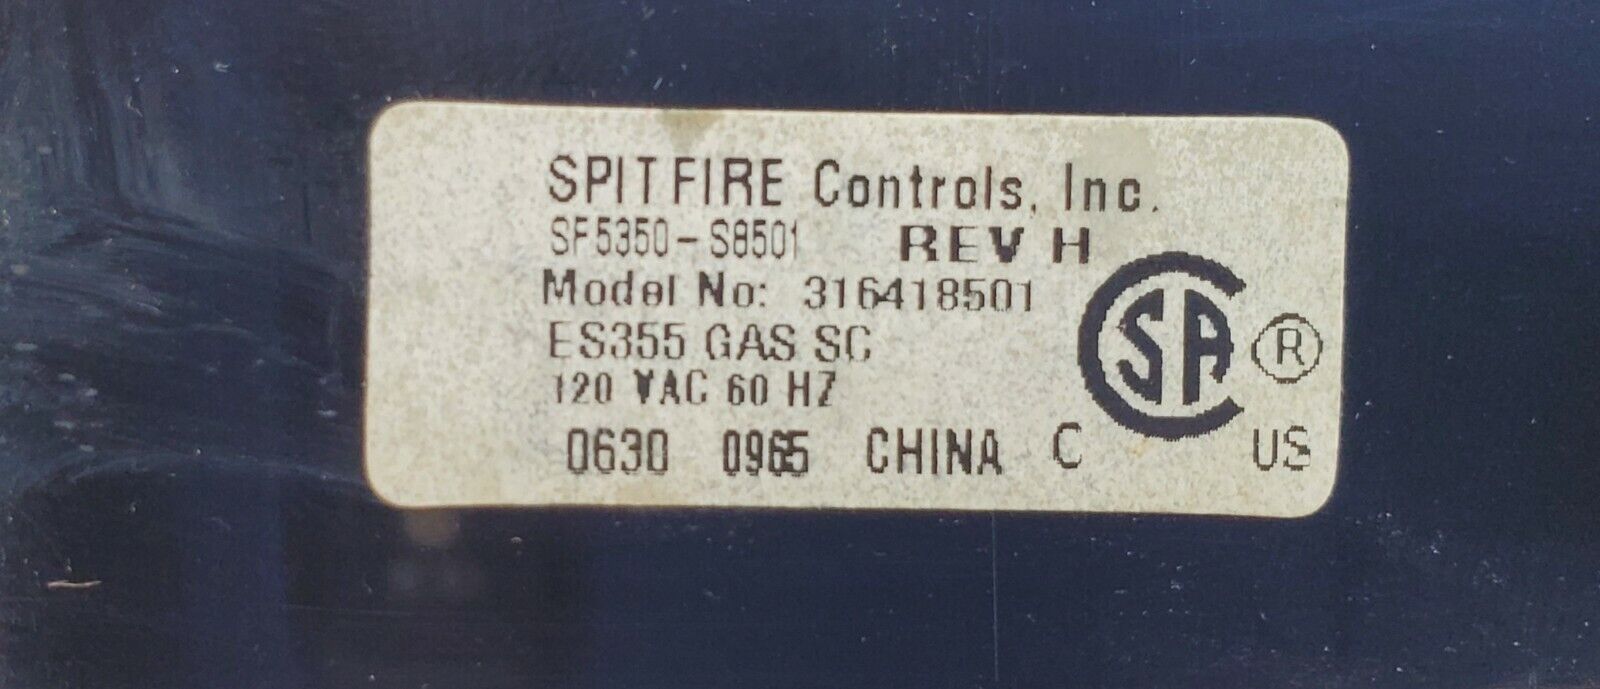 SPITFIRE Controls, Inc.
SF5350-S8501 REV H
Model No: 316418501
ES355 GAS SC
120 VAC 60 HZ
0630 0965 CHINA C US
SA ®